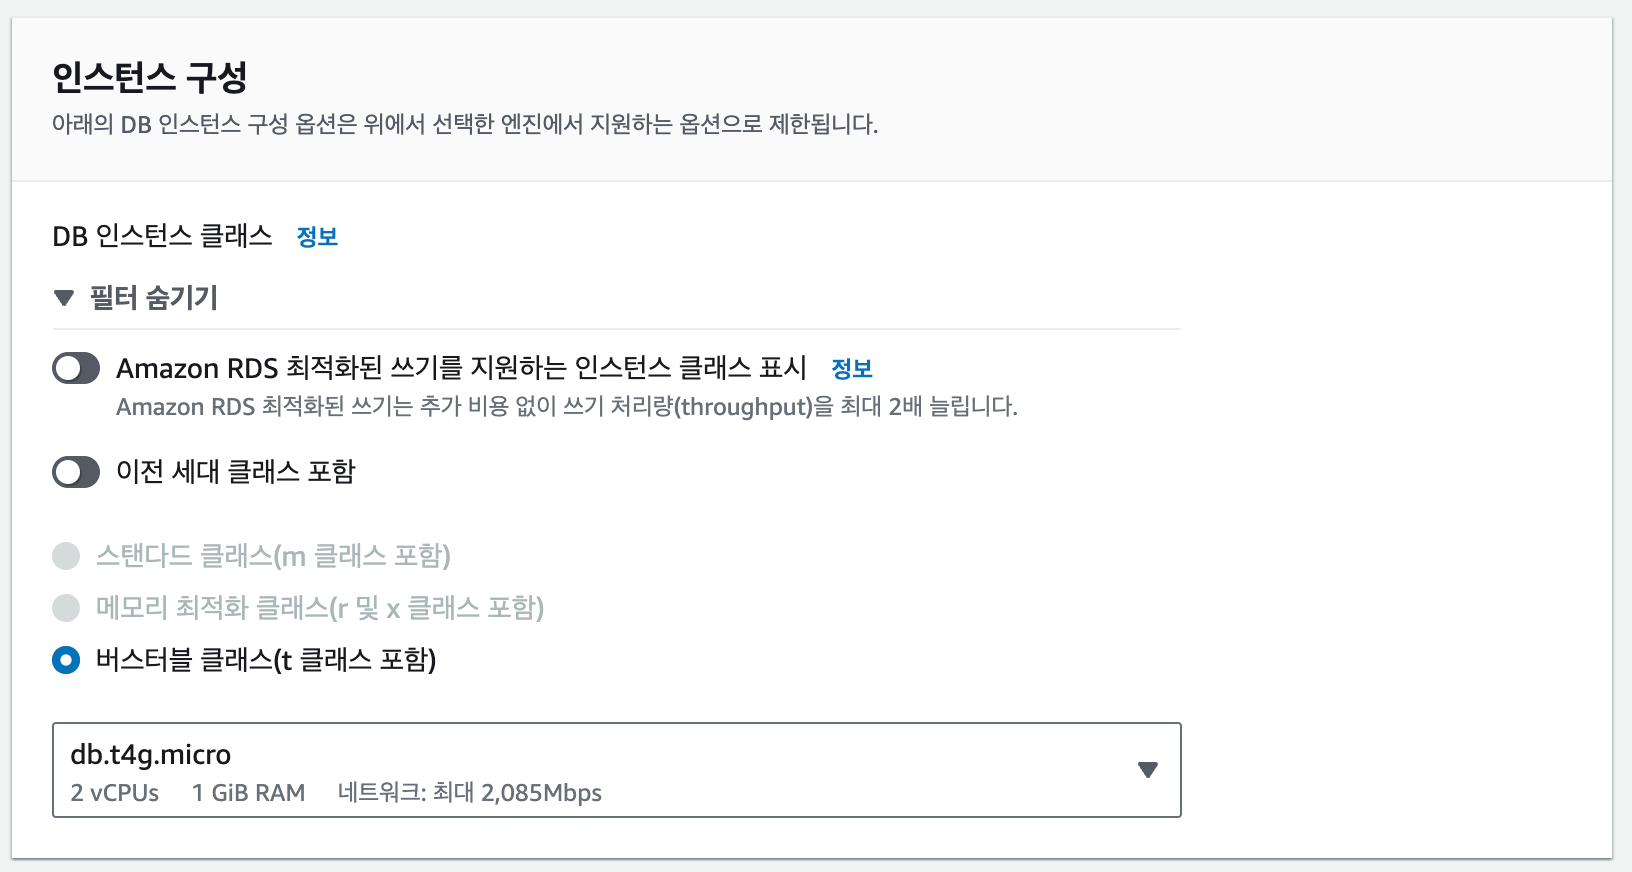 인스턴스 구성
아래의 DB 인스턴스 구성 옵션은 위에서 선택한 엔진에서 지원하는 옵션으로 제한됩니다.
DB 인스턴스 클래스 정보
필터 숨기기
Amazon RDS 최적화된 쓰기를 지원하는 인스턴스 클래스 표시 정보
Amazon RDS 최적화된 쓰기는 추가 비용 없이 쓰기 처리량(throughput)을 최대 2배 늘립니다.
이전 세대 클래스 포함
스탠다드 클래스(m 클래스 포함)
메모리 최적화 클래스(r 및 x 클래스 포함)
버스터블 클래스(t 클래스 포함)
db.t4g.micro
2 vCPUs 1 GiB RAM 네트워크: 최대 2,085Mbps